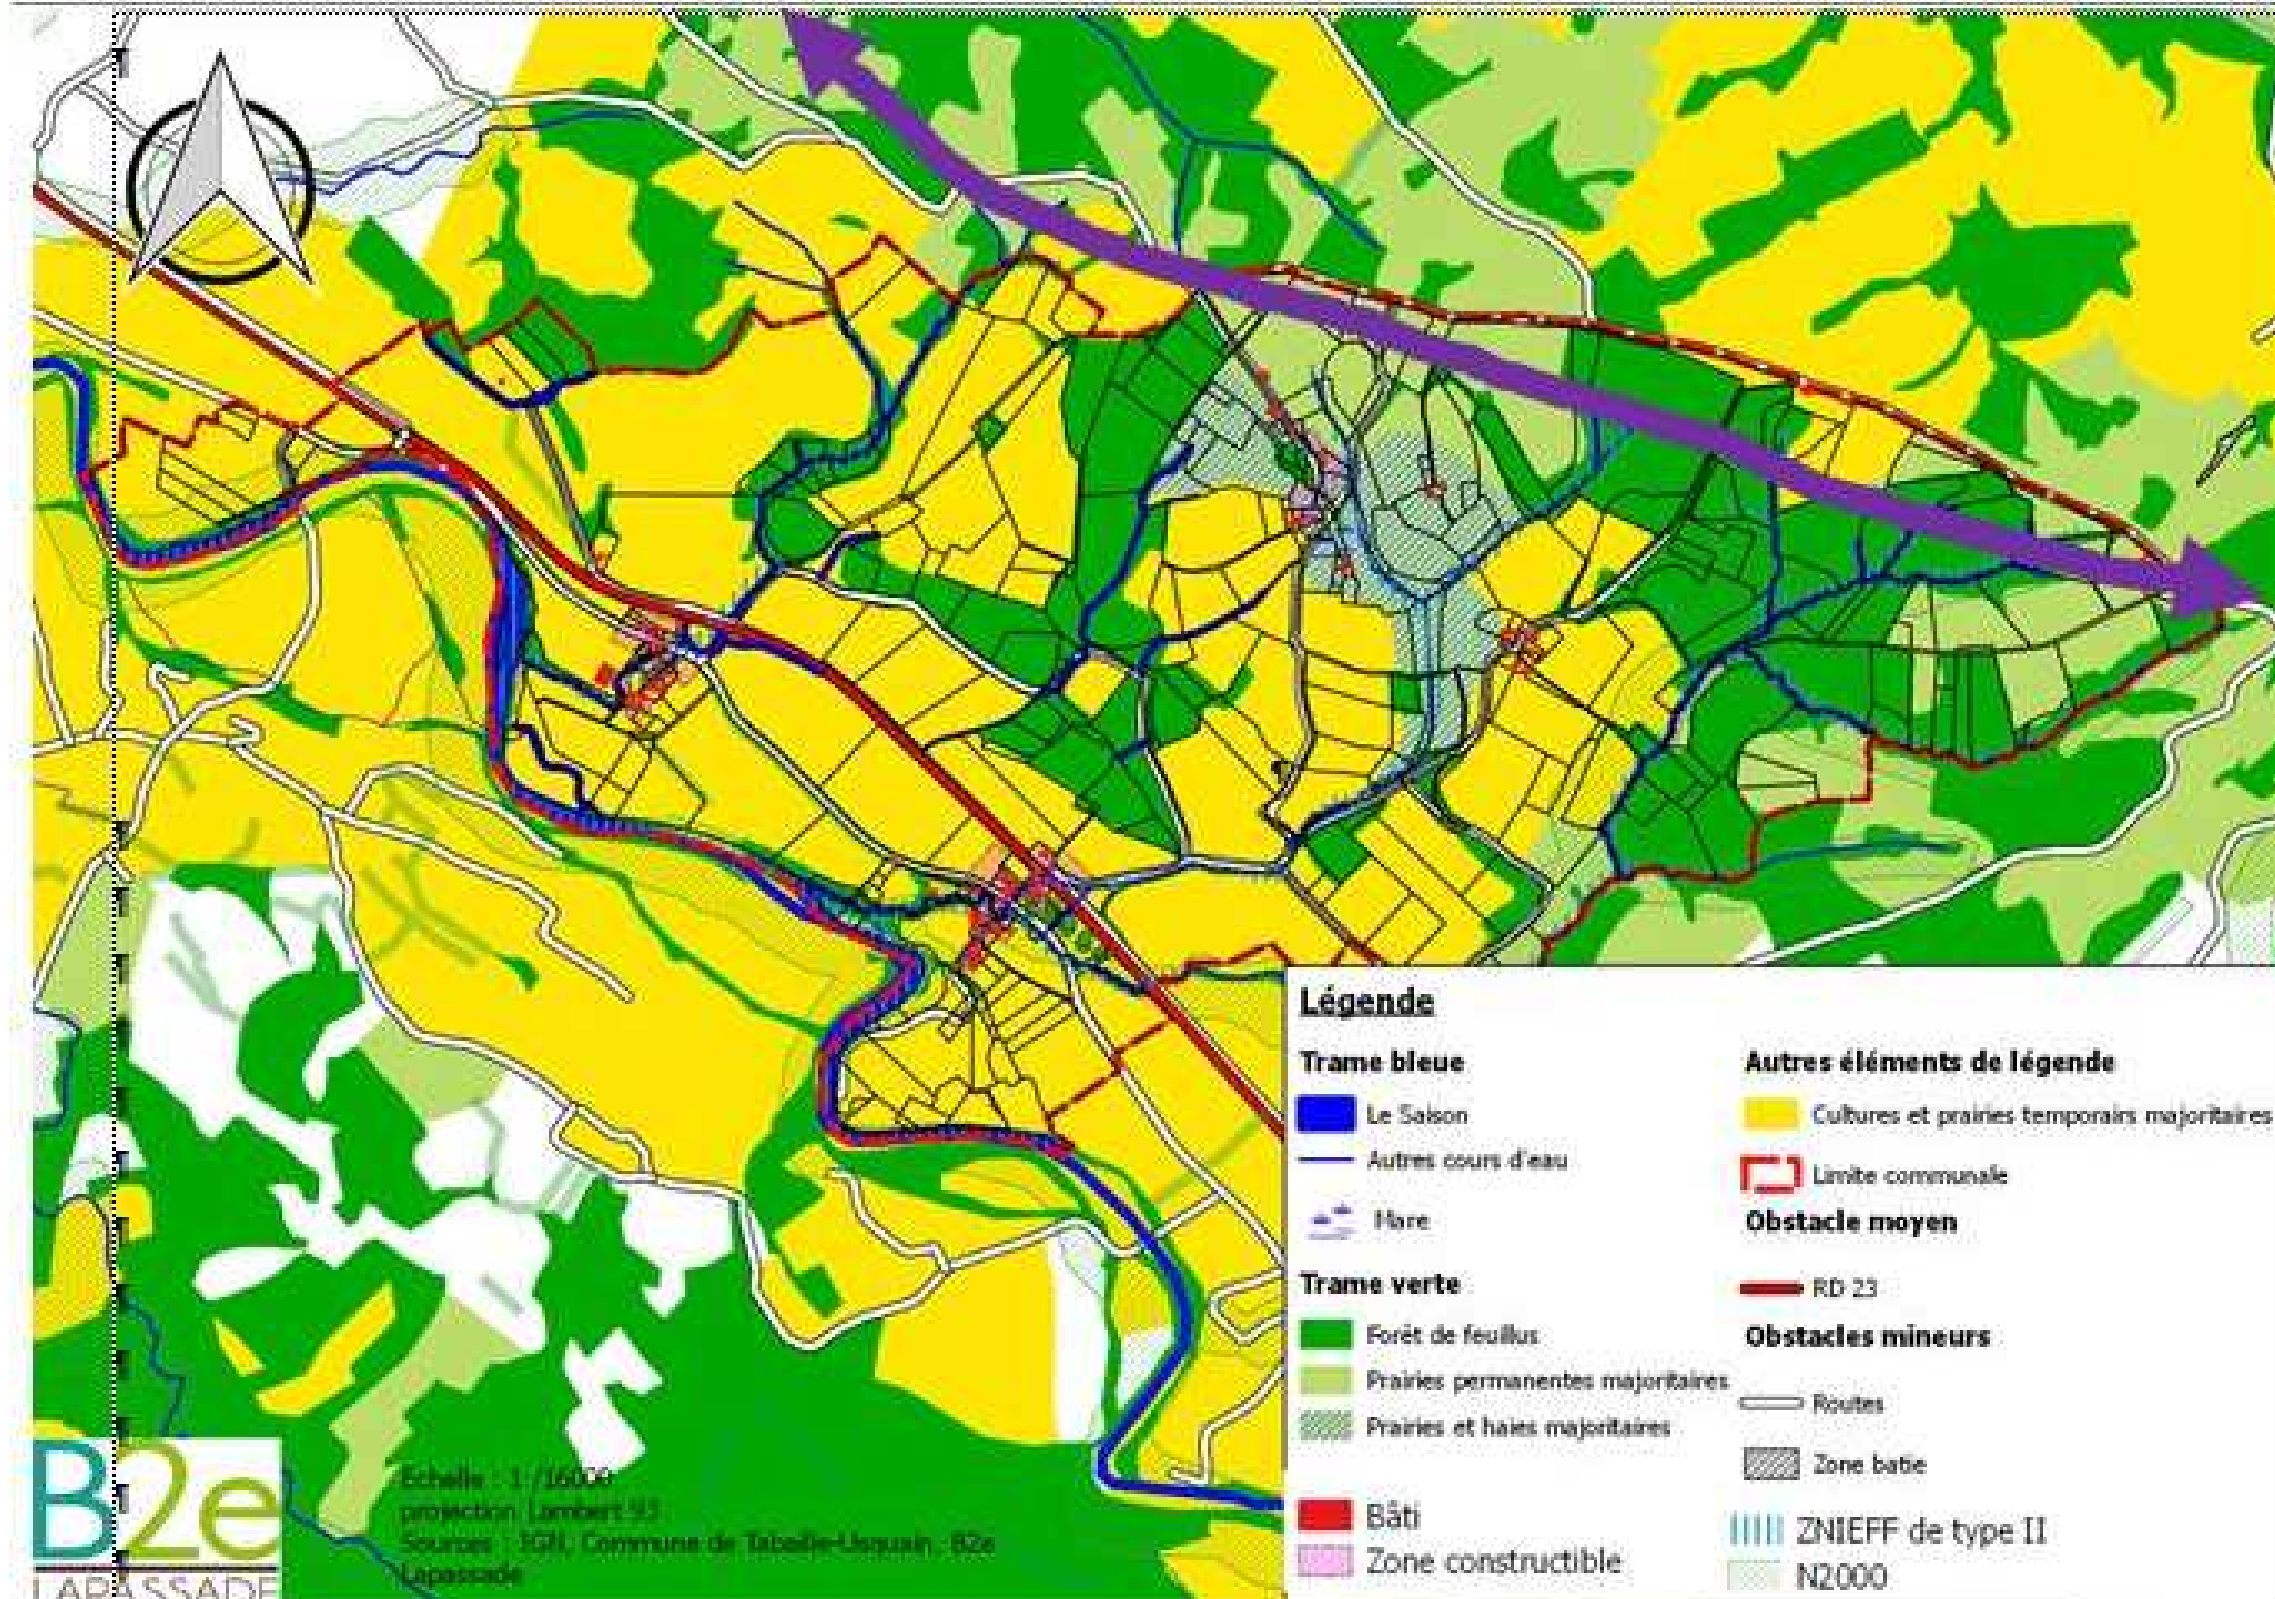 Légende
Trame bleue
Le Saison
Autres cours d'eau
Mare
Trame verte
Forêt de feuillus
Prairies permanentes majoritaires
Prairies et haies majoritaires
Bâti
Zone constructible
Autres éléments de légende
Cultures et prairies temporairs majoritaires
Limite communale
Obstacle moyen
RD 23
Obstacles mineurs
Routes
Zone batie
ZNIEFF de type II
N2000
B2e
LAPASSADE
Echelle : 1 /16000
projection Lambert 93
Sources : IGN, Commune de Tabaille-Usquain, B2e
Lapassade